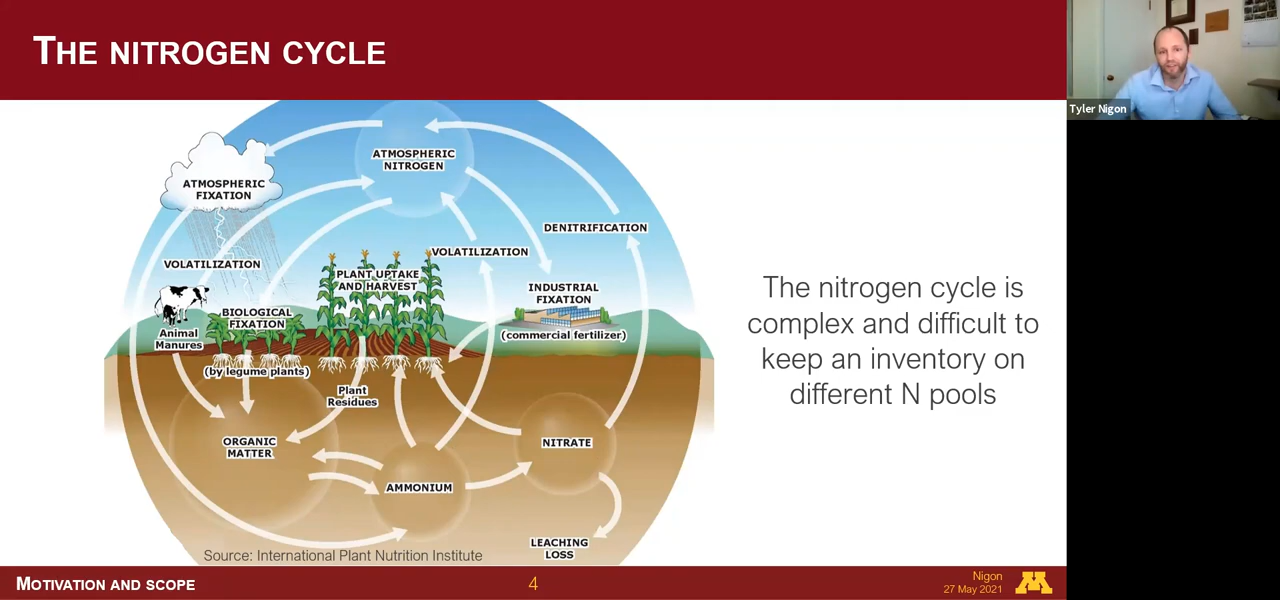 THE NITROGEN CYCLE
Tyler Nigon
ATMOSPHERIC
NITROGEN
ATMOSPHERIC
FIXATION
DENITRIFICATION
VOLATILIZATION
VOLATILIZATION
PLANT UPTAKE
AND HARVEST
INDUSTRIAL
FIXATION
(commercial fertilizer)
BIOLOGICAL
FIXATION
(by legume plants)
Animal
Manures
Plant
Residues
ORGANIC
MATTER
NITRATE
AMMONIUM
LEACHING
LOSS
Source: International Plant Nutrition Institute
The nitrogen cycle is
complex and difficult to
keep an inventory on
different N pools
MOTIVATION AND SCOPE
4
Nigon
27 May 2021
M